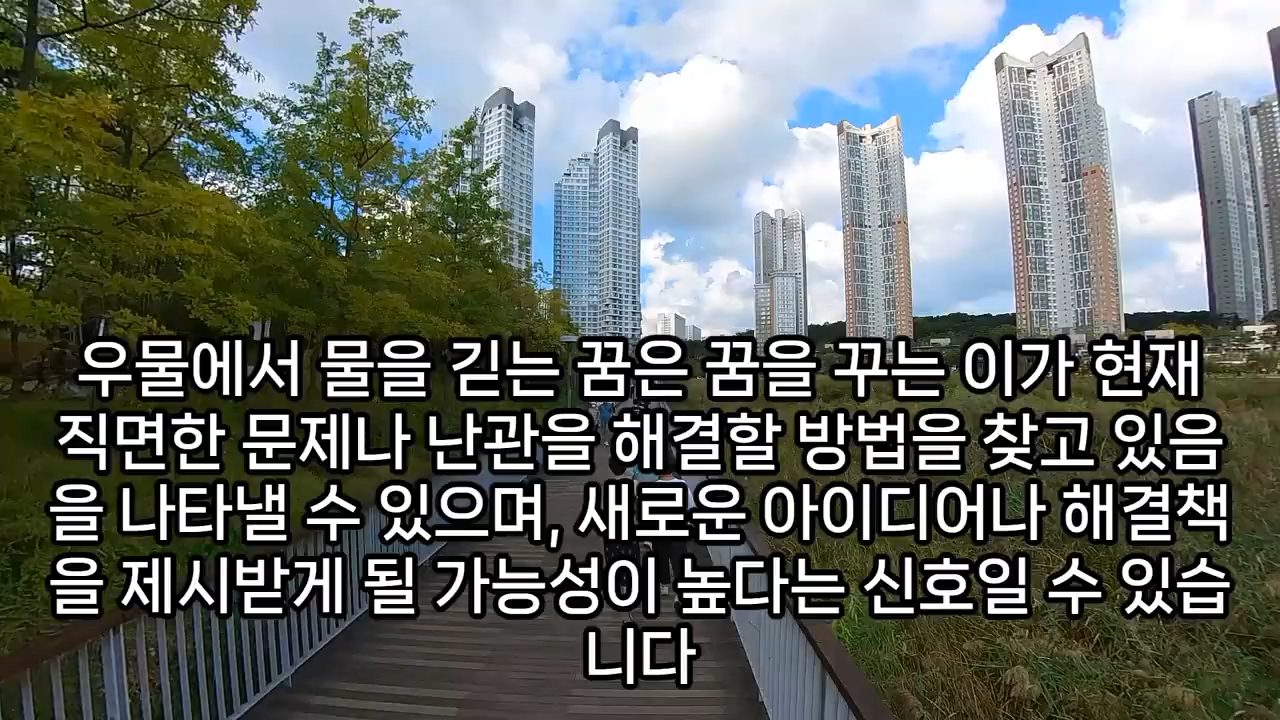 우물에서 물을 긷는 꿈은 꿈을 꾸는 이가 현재
직면한 문제나 난관을 해결할 방법을 찾고 있음
을 나타낼 수 있으며, 새로운 아이디어나 해결책
을 제시받게 될 가능성이 높다는 신호일 수 있습
니다